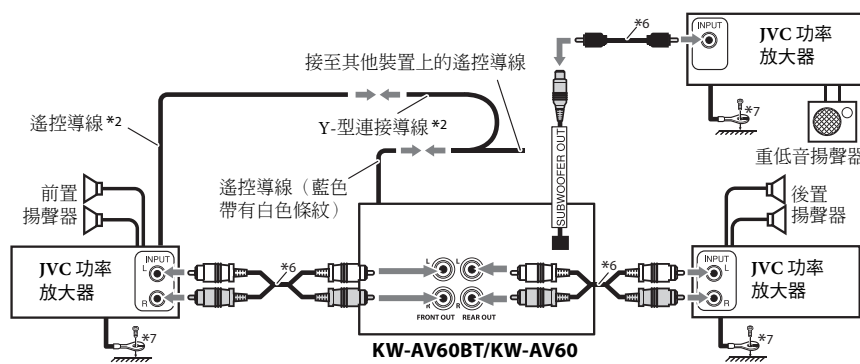 *6
INPUT
JVC 功率
放大器
*7
重低音揚聲器
接至其他裝置上的遙控導線
遙控導線 *2
Y-型連接導線 *2
遙控導線（藍色
帶有白色條紋）
SUBWOOFER OUT
前置
揚聲器
後置
揚聲器
JVC 功率
放大器
INPUT
L
R
*7
*6
L
L
R
R
FRONT OUT
REAR OUT
*6
INPUT
L
R
JVC 功率
放大器
*7
KW-AV60BT/KW-AV60